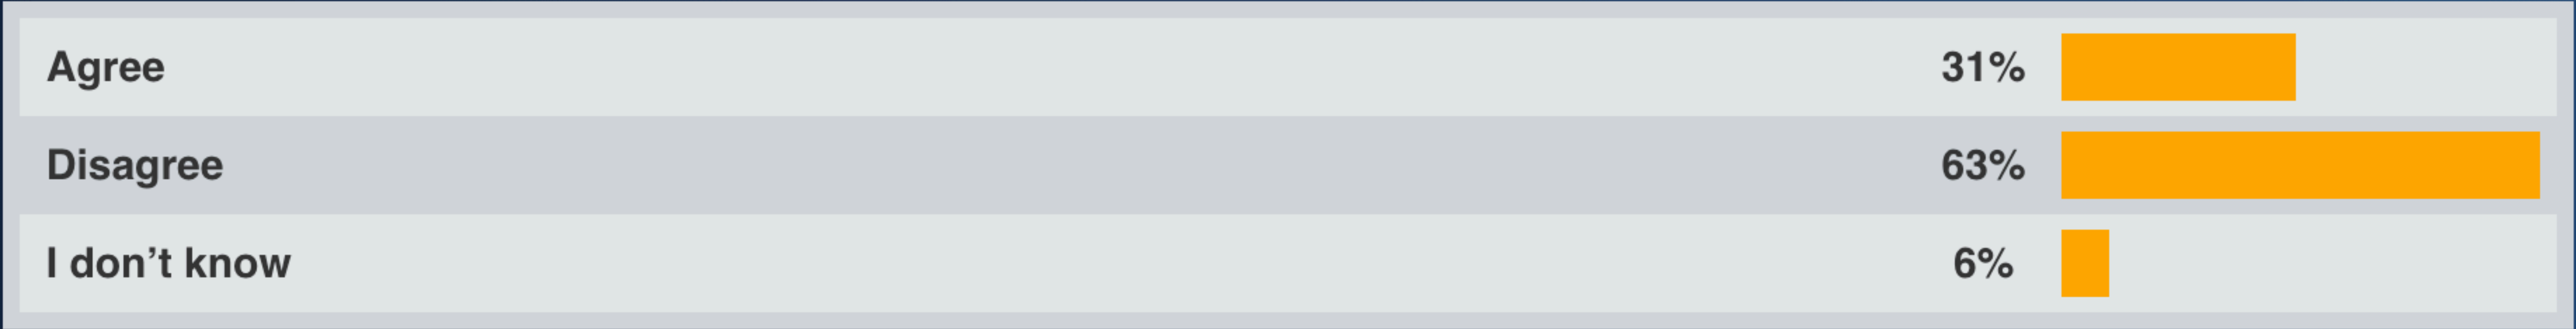 Agree 31%
Disagree 63%
I don’t know 6%